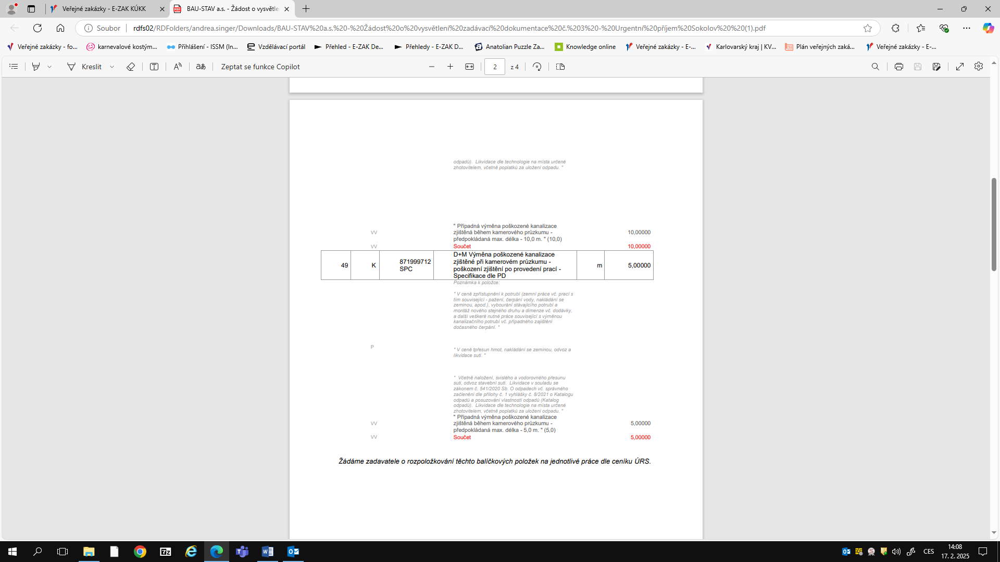 Veřejné zakázky - E-ZAK KÚKK
BAU-STAV a.s. - Žádost o vysvětle
Soubor
rdfs02/RDFolders/andrea.singer/Downloads/BAU-STAV%20a.s.%20-%20Žádost%20o%20vysvětlení%20zadávací%20dokumentace%20č.%203%20-%20Urgentní%20příjem%20Sokolov%20%20(1).pdf
Veřejné zakázky - fo...
karnevalové kostým...
Přihlášení - ISSM (In...
Vzdělávací portál
Přehled - E-ZAK De...
Přehledy - E-ZAK D...
Anatolian Puzzle Za...
Knowledge online
Veřejné zakázky - E-...
Karlovarský kraj | KV...
Plán veřejných zaká...
Veřejné zakázky - E-...
Kreslit
Zeptat se funkce Copilot
2
z 4
odpadů). Likvidace dle technologie na místa určené
zhotovitelem, včetně poplatků za uložení odpadu. "
" Případná výměna poškozené kanalizace
VV zjištěná během kamerového průzkumu - 10,00000
předpokládaná max. délka - 10,0 m. " (10,0)
VV Součet 10,00000
49 K 871999712 SPC
D+M Výměna poškozené kanalizace
zjištěné při kamerovém průzkumu -
poškození zjištění po provedení prací -
Specifikace dle PD
m 5,00000
Poznámka k položce:
" V ceně zpřístupnění k potrubí (zemní práce vč. prací s
tím související - pažení, čerpání vody, nakládání se
zeminou, apod.), vybourání stávajícího potrubí a
montáž nového stejného druhu a dimenze vč. dodávky,
a další veškeré nutné práce související s výměnou
kanalizačního potrubí vč. případného zajištění
dočasného čerpání. "
P
" V ceně tpřesun hmot, nakládání se zeminou, odvoz a
likvidace suti. "
" Včetně naložení, svislého a vodorovného přesunu
suti, odvoz stavební suti. Likvidace v souladu se
zákonem č. 541/2020 Sb. O odpadech vč. správného
začlenění dle přílohy č. 1 vyhlášky č. 8/2021 o Katalogu
odpadů a posuzování vlastností odpadů (Katalog
odpadů). Likvidace dle technologie na místa určené
zhotovitelem, včetně poplatků za uložení odpadu. "
" Případná výměna poškozené kanalizace
VV zjištěná během kamerového průzkumu - 5,00000
předpokládaná max. délka - 5,0 m. " (5,0)
VV Součet 5,00000
Žádáme zadavatele o rozpoložkování těchto balíčkových položek na jednotlivé práce dle ceníku ÚRS.
CES
14:08
17. 2. 2025